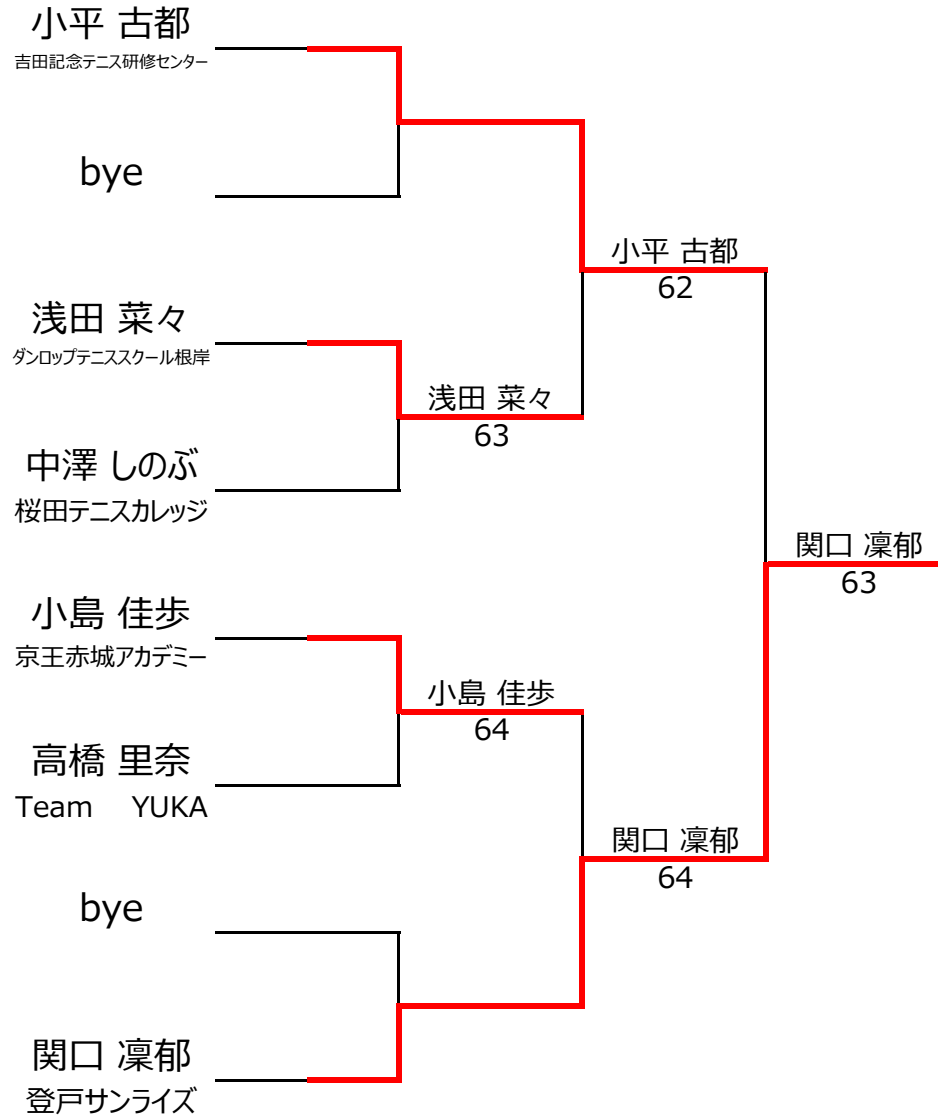 小平 古都
吉田記念テニス研修センター
bye
小平 古都
62
浅田 菜々
ダンロップテニススクール根岸
浅田 菜々
63
中澤 しのぶ
桜田テニスカレッジ
関口 凜郁
63
小島 佳歩
京王赤城アカデミー
小島 佳歩
64
高橋 里奈
Team YUKA
関口 凜郁
64
bye
関口 凜郁
登戸サンライズ